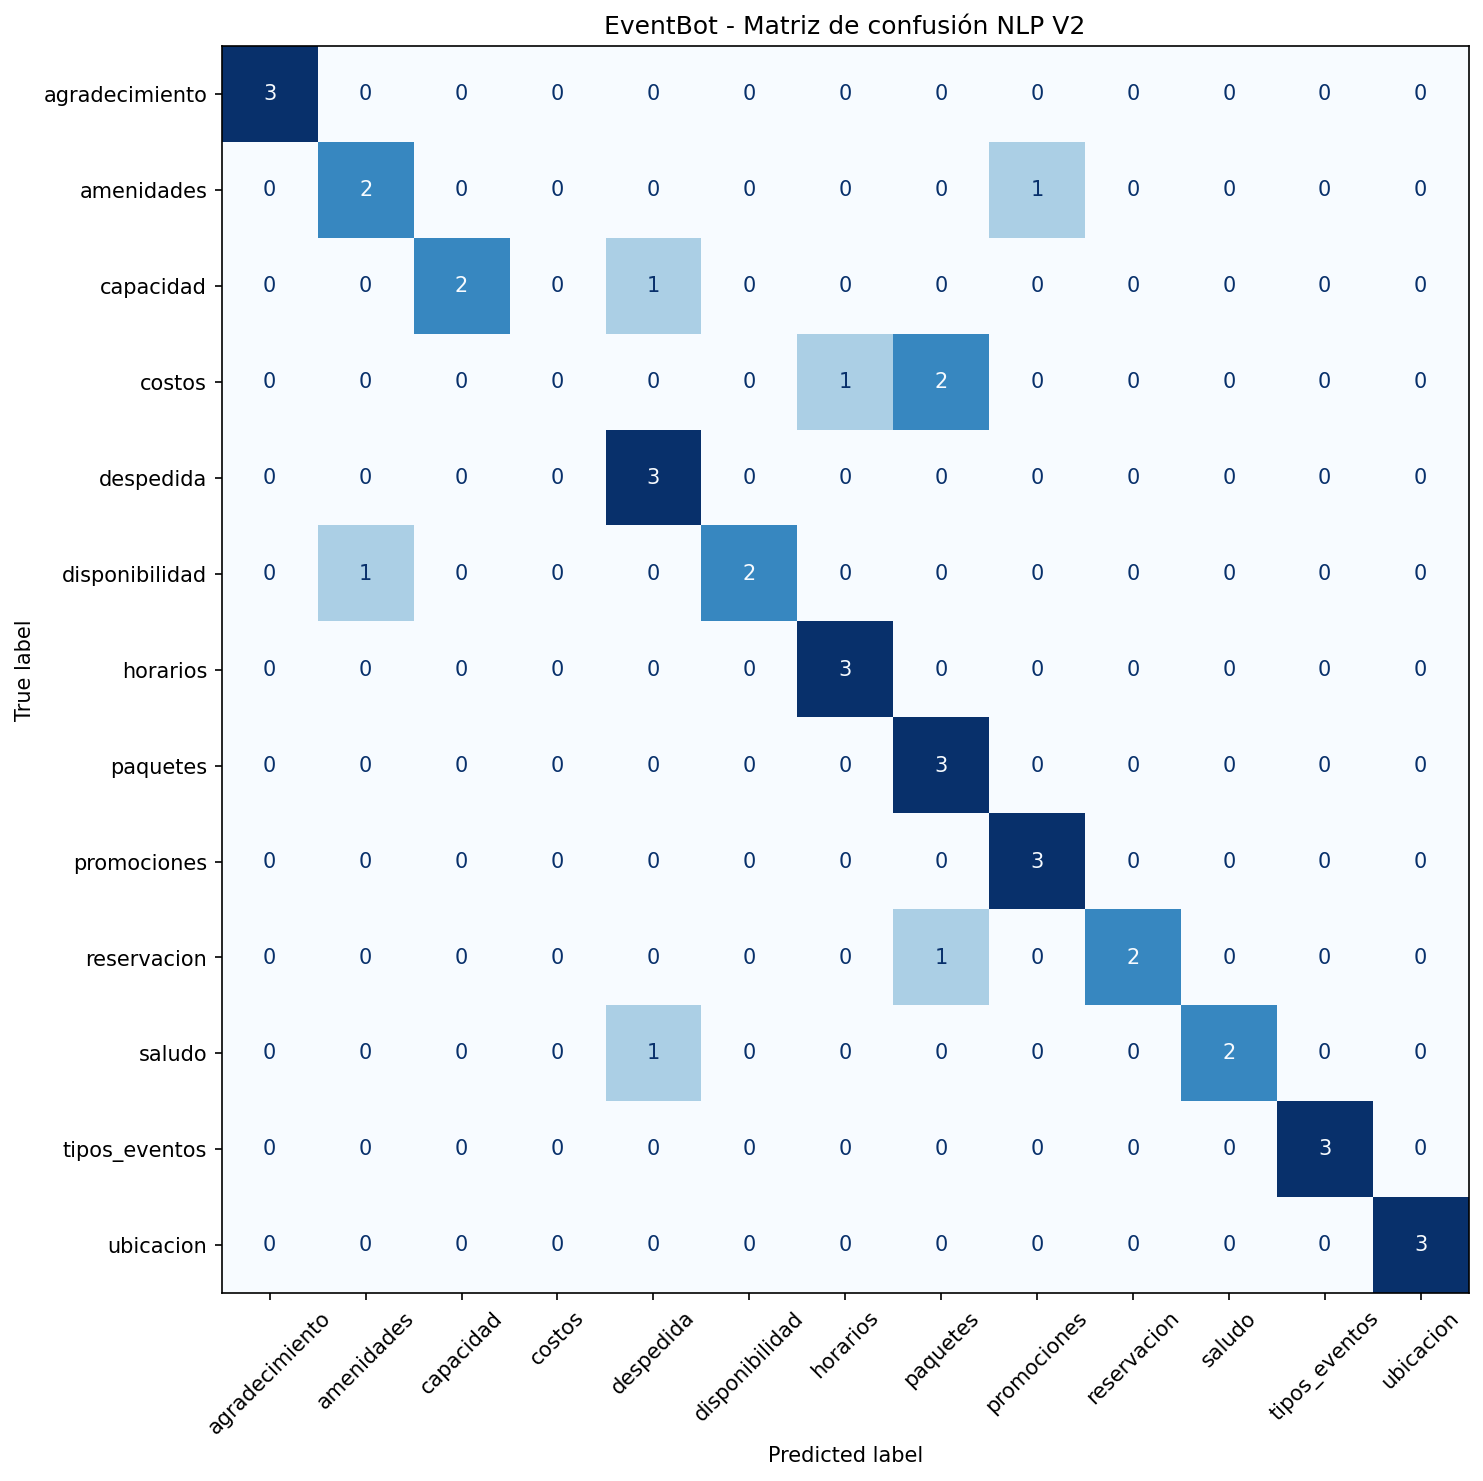 EventBot - Matriz de confusión NLP V2
True label
agradecimiento 3 0 0 0 0 0 0 0 0 0 0 0 0
amenidades 0 2 0 0 0 0 0 0 1 0 0 0 0
capacidad 0 0 2 0 1 0 0 0 0 0 0 0 0
costos 0 0 0 0 0 0 1 2 0 0 0 0 0
despedida 0 0 0 0 3 0 0 0 0 0 0 0 0
disponibilidad 0 1 0 0 0 2 0 0 0 0 0 0 0
horarios 0 0 0 0 0 0 3 0 0 0 0 0 0
paquetes 0 0 0 0 0 0 0 3 0 0 0 0 0
promociones 0 0 0 0 0 0 0 0 3 0 0 0 0
reservacion 0 0 0 0 0 0 0 1 0 2 0 0 0
saludo 0 0 0 0 1 0 0 0 0 0 2 0 0
tipos_eventos 0 0 0 0 0 0 0 0 0 0 0 3 0
ubicacion 0 0 0 0 0 0 0 0 0 0 0 0 3
agradecimiento amenidades capacidad costos despedida disponibilidad horarios paquetes promociones reservacion saludo tipos_eventos ubicacion
Predicted label